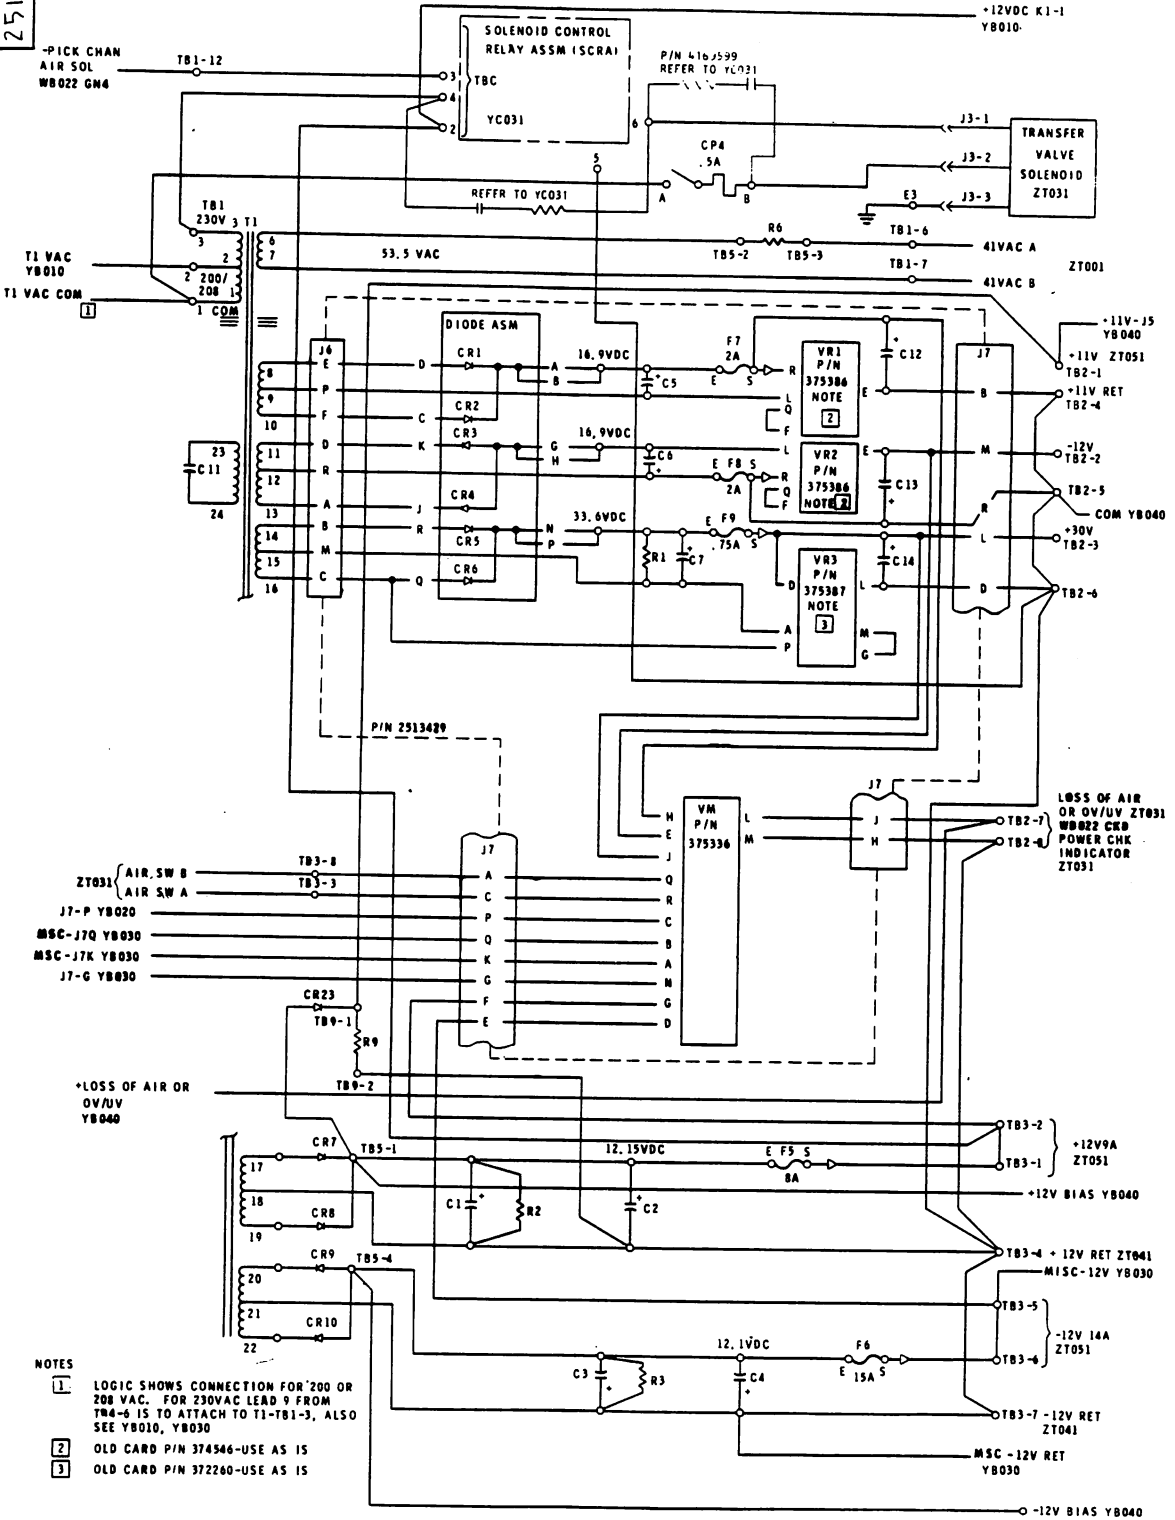 251
+12VDC K1-1
YB010
-PICK CHAN
AIR SOL
WB022 GN4
TB1-12
SOLENOID CONTROL
RELAY ASSM (SCRA)
3
4
2
TBC
YC031
6
5
REFER TO YC031
CP4
.5A
A
B
REFER TO YC031
J3-1
J3-2
E3
J3-3
TRANSFER
VALVE
SOLENOID
ZT031
TB1
230V
3
3 T1
2
2
200/
208
1
1 COM
T1 VAC
YB010
T1 VAC COM
1
6
7
53.5 VAC
TB5-2
R6
TB5-3
TB1-6
41VAC A
TB1-7
41VAC B
ZT001
J6
DIODE ASM
J7
+11V-J5
YB040
+11V ZT051
TB2-1
+11V RET
TB2-4
8
9
10
E
P
F
D
C
CR1
CR2
A
B
16.9VDC
C5
F7
2A
E
S
R
L
Q
F
VR1
P/N
375386
NOTE
2
E
C12
B
23
C11
24
11
12
13
D
R
A
K
J
CR3
CR4
G
H
16.9VDC
C6
E F8 S
2A
L
R
Q
F
VR2
P/N
375386
NOTE 2
E
C13
M
R
-12V
TB2-2
TB2-5
COM YB040
14
15
16
B
M
C
R
Q
CR5
CR6
N
P
33.6VDC
R1
C7
E
F9
.75A
S
D
A
P
VR3
P/N
375387
NOTE
3
L
M
G
C14
L
D
+30V
TB2-3
TB2-6
P/N 2513429
J7
VM
P/N
375336
H
E
J
Q
R
C
B
A
N
G
D
L
M
J7
J
H
TB2-7
TB2-8
LOSS OF AIR
OR OV/UV ZT031
WB022 CKB
POWER CHK
INDICATOR
ZT031
ZT031
AIR SW B
AIR SW A
TB3-8
TB3-3
J7-P YB020
MSC-J7Q YB030
MSC-J7K YB030
J7-G YB030
A
C
P
Q
K
G
F
E
CR23
TB9-1
R9
TB9-2
+LOSS OF AIR OR
OV/UV
YB040
17
18
19
CR7
TB5-1
CR8
C1
R2
12.15VDC
C2
E F5 S
8A
TB3-2
TB3-1
+12V9A
ZT051
+12V BIAS YB040
TB3-4 + 12V RET ZT041
MISC-12V YB030
20
21
22
CR9
TB5-4
CR10
C3
R3
12.1VDC
C4
F6
E 15A S
TB3-5
TB3-6
-12V 14A
ZT051
TB3-7 -12V RET
ZT041
MSC -12V RET
YB030
-12V BIAS YB040
NOTES
1 LOGIC SHOWS CONNECTION FOR 200 OR
208 VAC. FOR 230VAC LEAD 9 FROM
TB4-6 IS TO ATTACH TO T1-TB1-3, ALSO
SEE YB010, YB030
2 OLD CARD P/N 374546-USE AS IS
3 OLD CARD P/N 372260-USE AS IS